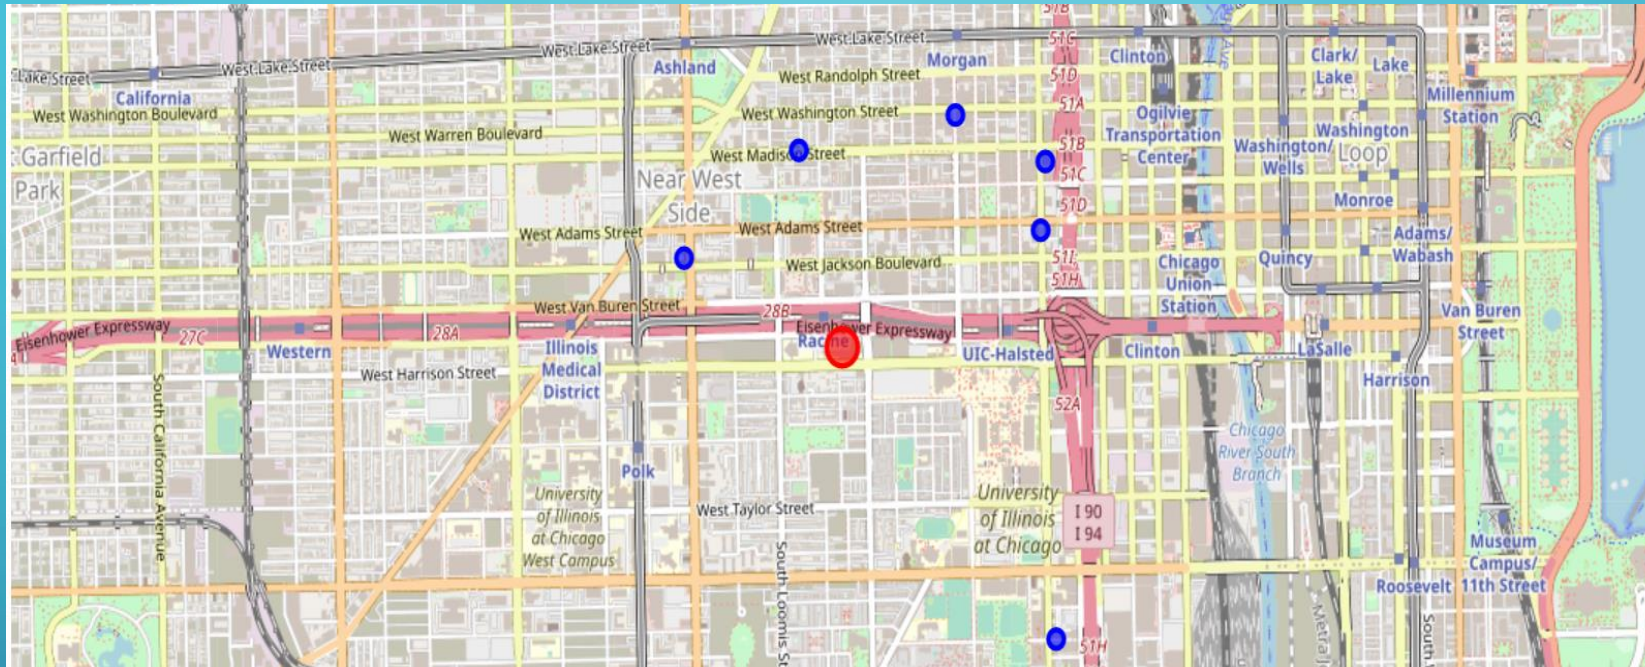 51B
West Lake Street
West Lake Street
51C
Lake Street
West Lake Street
Ashland
Morgan
Clinton
Clark/
Lake
Lake
West Randolph Street
51D
California
Millennium
Station
West Washington Boulevard
West Washington Street
51A
Ogilvie
Transportation
Center
West Warren Boulevard
Washington
Washington/
Wells
Loop
51B
Garfield
Park
West Madison Street
51C
Near West
Side
Monroe
51D
West Adams Street
West Adams Street
Adams/
Wabash
West Jackson Boulevard
51I
51H
Chicago
Union
Station
Quincy
West Van Buren Street
28B
Van Buren
Street
Eisenhower Expressway
27C
28A
Eisenhower Expressway
Racine
Western
Illinois
Medical
District
UIC-Halsted
Clinton
LaSalle
West Harrison Street
Harrison
South California Avenue
52A
Chicago
River South
Branch
Polk
University
of Illinois
at Chicago
West Campus
West Taylor Street
University
of Illinois
at Chicago
I 90
I 94
South Loomis St
Museum
Campus/
11th Street
Roosevelt
Metra
South
51H